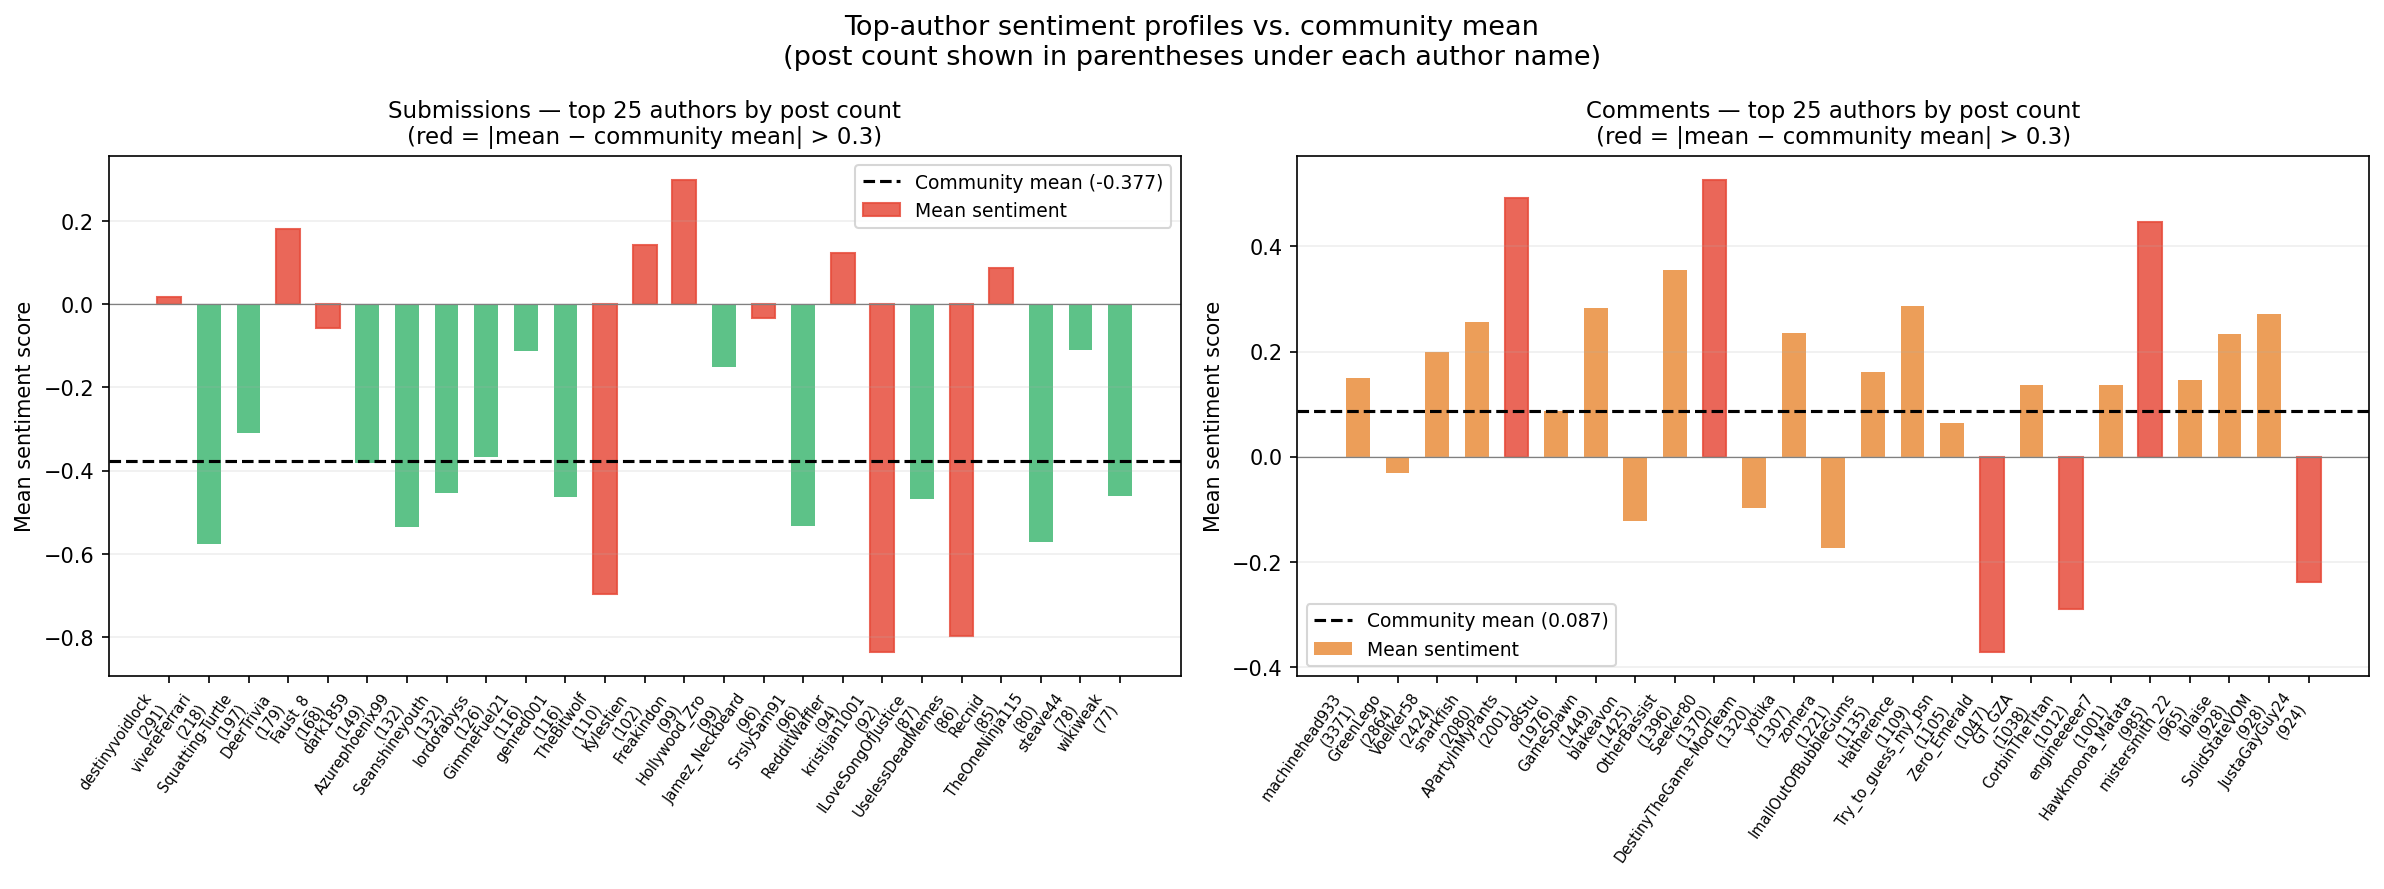 Top-author sentiment profiles vs. community mean
(post count shown in parentheses under each author name)
Submissions — top 25 authors by post count
(red = |mean − community mean| > 0.3)
Mean sentiment score
0.2
0.0
−0.2
−0.4
−0.6
−0.8
Community mean (-0.377)
Mean sentiment
destinyvoidlock
(291)
vivereFerrari
(218)
Squatting-Turtle
(197)
DeerTrivia
(179)
Faust_8
(168)
dark1859
(149)
Azurephoenix99
(132)
Seanshineyouth
(132)
lordofabyss
(126)
GimmeFuel21
(116)
genred001
(116)
TheBitwolf
(110)
Kylestien
(102)
Freakindon
(99)
Hollywood_Zro
(99)
Jamez_Neckbeard
(96)
SrslySam91
(96)
RedditWaffler
(94)
kristijan1001
(92)
ILoveSongOfJustice
(87)
UselessDeadMemes
(86)
Recnid
(85)
TheOneNinja115
(80)
steave44
(78)
wikiweak
(77)
Comments — top 25 authors by post count
(red = |mean − community mean| > 0.3)
Mean sentiment score
0.4
0.2
0.0
−0.2
−0.4
Community mean (0.087)
Mean sentiment
machinehead933
(3371)
GreenLego
(2864)
Voelker58
(2424)
snarkfish
(2080)
APartyInMyPants
(2001)
o8Stu
(1976)
GameSpawn
(1449)
blakeavon
(1425)
OtherBassist
(1396)
Seeker80
(1370)
DestinyTheGame-ModTeam
(1320)
yotika
(1307)
zomera
(1221)
ImallOutOfBubbleGums
(1135)
Hatherence
(1109)
Try_to_guess_my_psn
(1105)
Zero_Emerald
(1047)
GT_GZA
(1038)
CorbinTheTitan
(1012)
engineeeeer7
(1001)
Hawkmoona_Matata
(985)
mistersmith_22
(965)
iblaise
(928)
SolidStateVOM
(928)
JustaGayGuy24
(924)